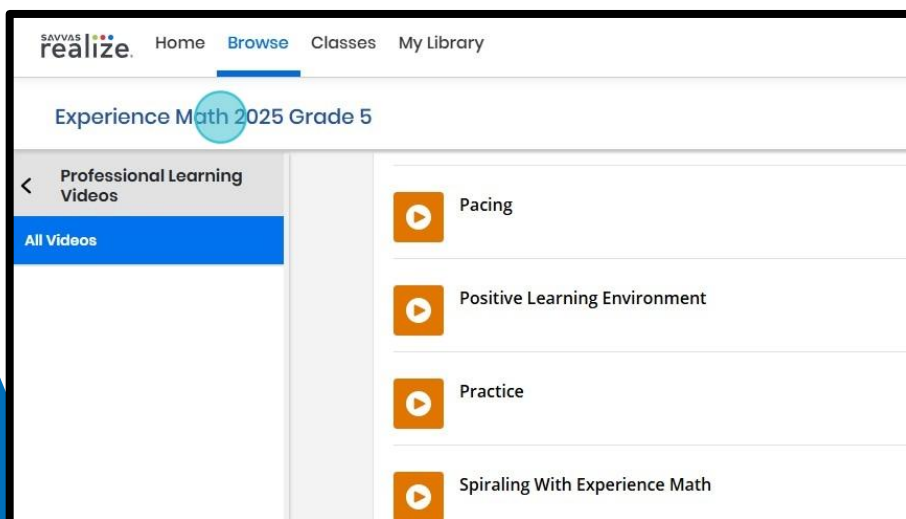 SAVVAS
realize. Home Browse Classes My Library
Experience Math 2025 Grade 5
Professional Learning
Videos
All Videos
Pacing
Positive Learning Environment
Practice
Spiraling With Experience Math